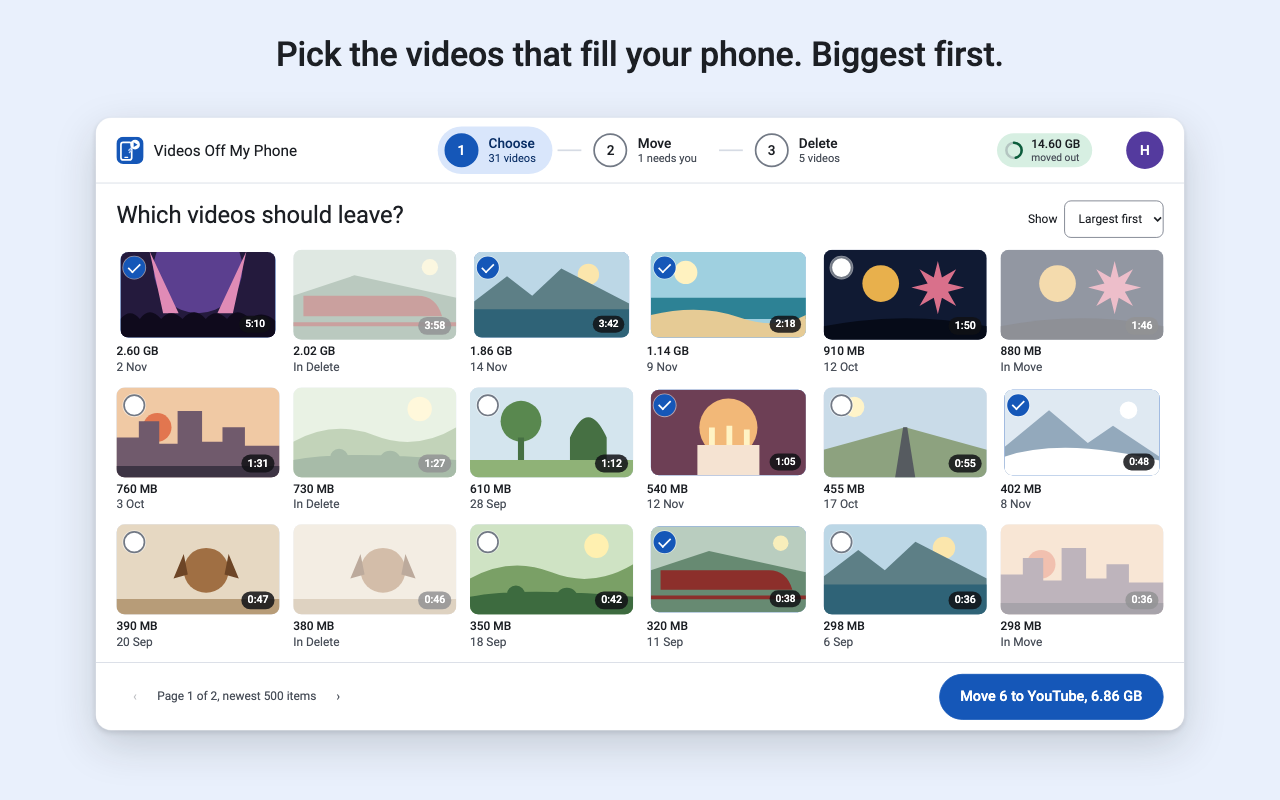 Pick the videos that fill your phone. Biggest first.
Videos Off My Phone
1
Choose
31 videos
2
Move
1 needs you
3
Delete
5 videos
14.60 GB
moved out
H
Which videos should leave?
Show
Largest first
5:10
3:58
3:42
2:18
1:50
1:46
2.60 GB
2.02 GB
1.86 GB
1.14 GB
910 MB
880 MB
2 Nov
In Delete
14 Nov
9 Nov
12 Oct
In Move
1:31
1:27
1:12
1:05
0:55
0:48
760 MB
730 MB
610 MB
540 MB
455 MB
402 MB
3 Oct
In Delete
28 Sep
12 Nov
17 Oct
8 Nov
0:47
0:46
0:42
0:38
0:36
0:36
390 MB
380 MB
350 MB
320 MB
298 MB
298 MB
20 Sep
In Delete
18 Sep
11 Sep
6 Sep
In Move
‹ Page 1 of 2, newest 500 items ›
Move 6 to YouTube, 6.86 GB